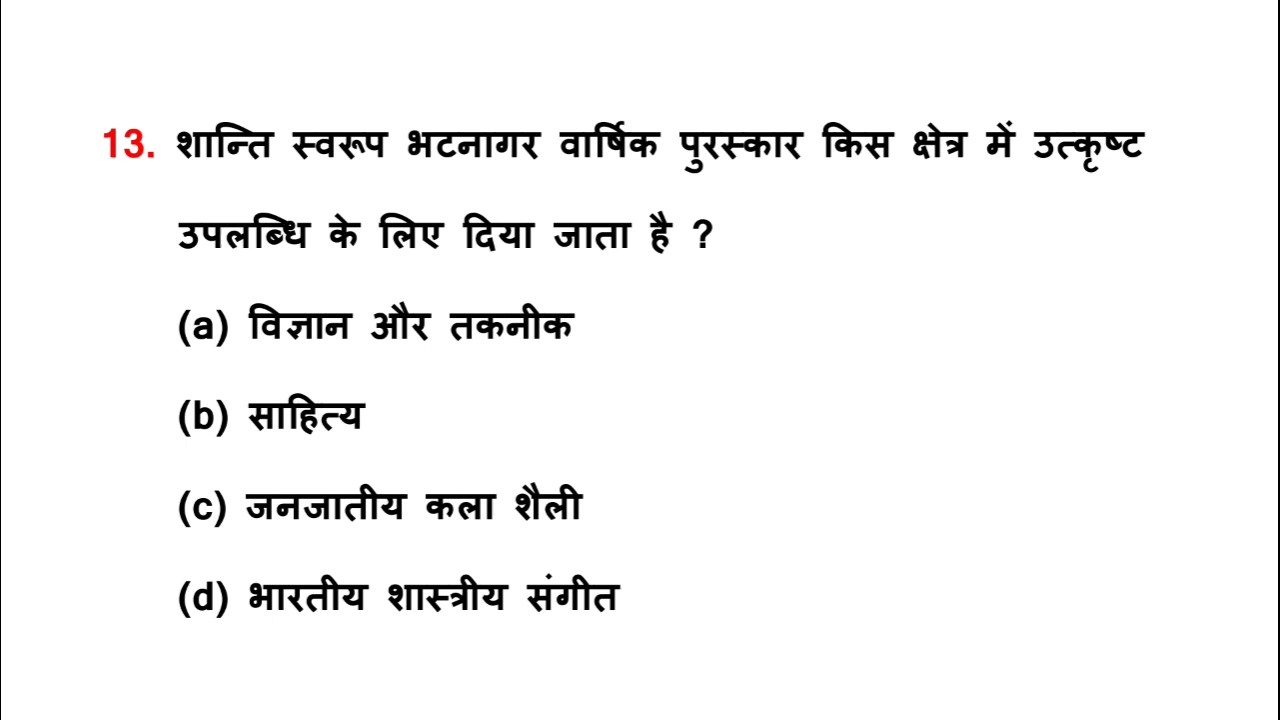 13. शान्ति स्वरूप भटनागर वार्षिक पुरस्कार किस क्षेत्र में उत्कृष्ट
उपलब्धि के लिए दिया जाता है ?
(a) विज्ञान और तकनीक
(b) साहित्य
(c) जनजातीय कला शैली
(d) भारतीय शास्त्रीय संगीत